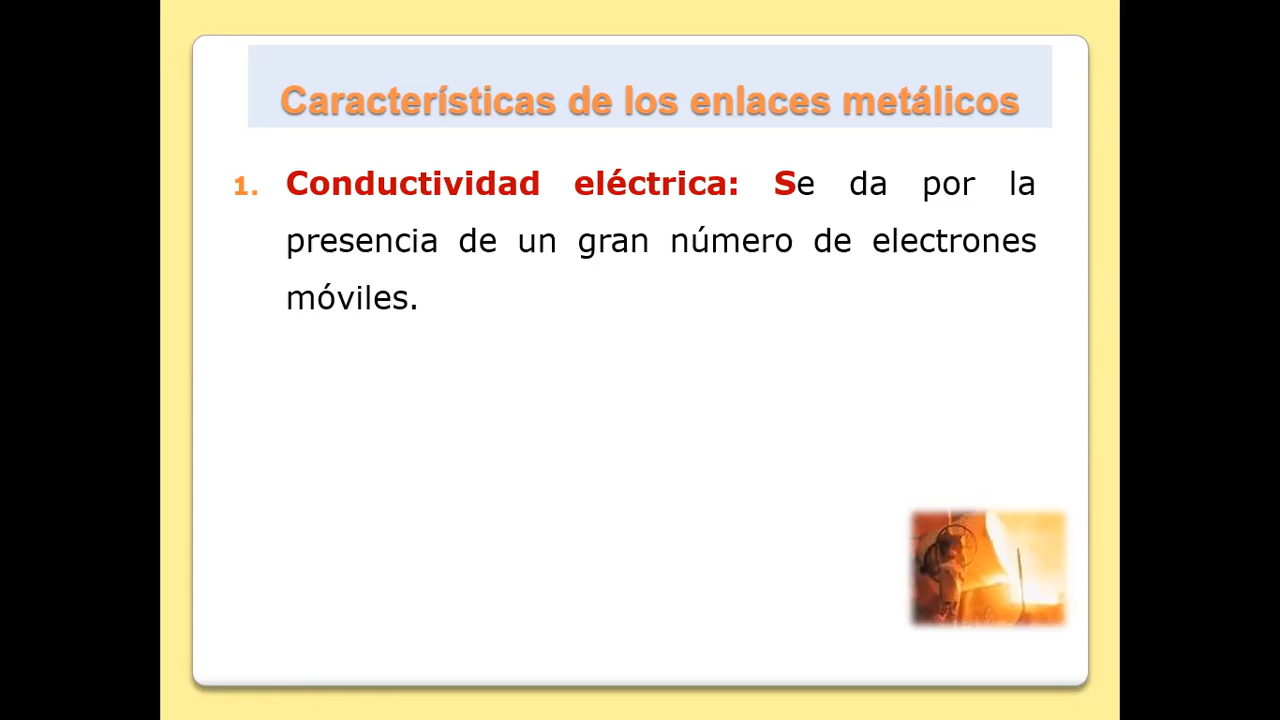 Características de los enlaces metálicos
1. Conductividad eléctrica: Se da por la
presencia de un gran número de electrones
móviles.